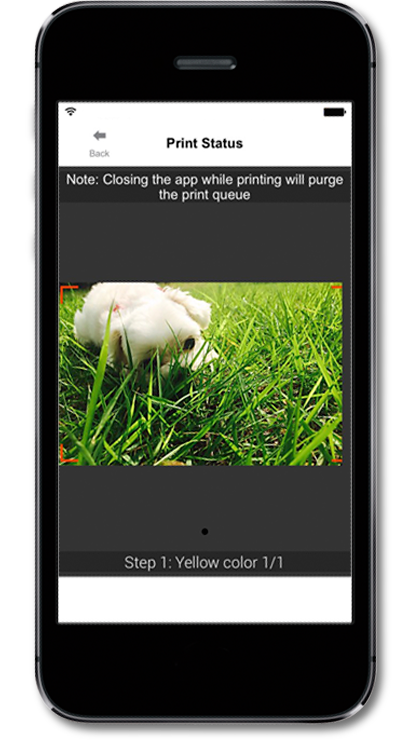 Back
Print Status
Note: Closing the app while printing will purge
the print queue
Step 1: Yellow color 1/1